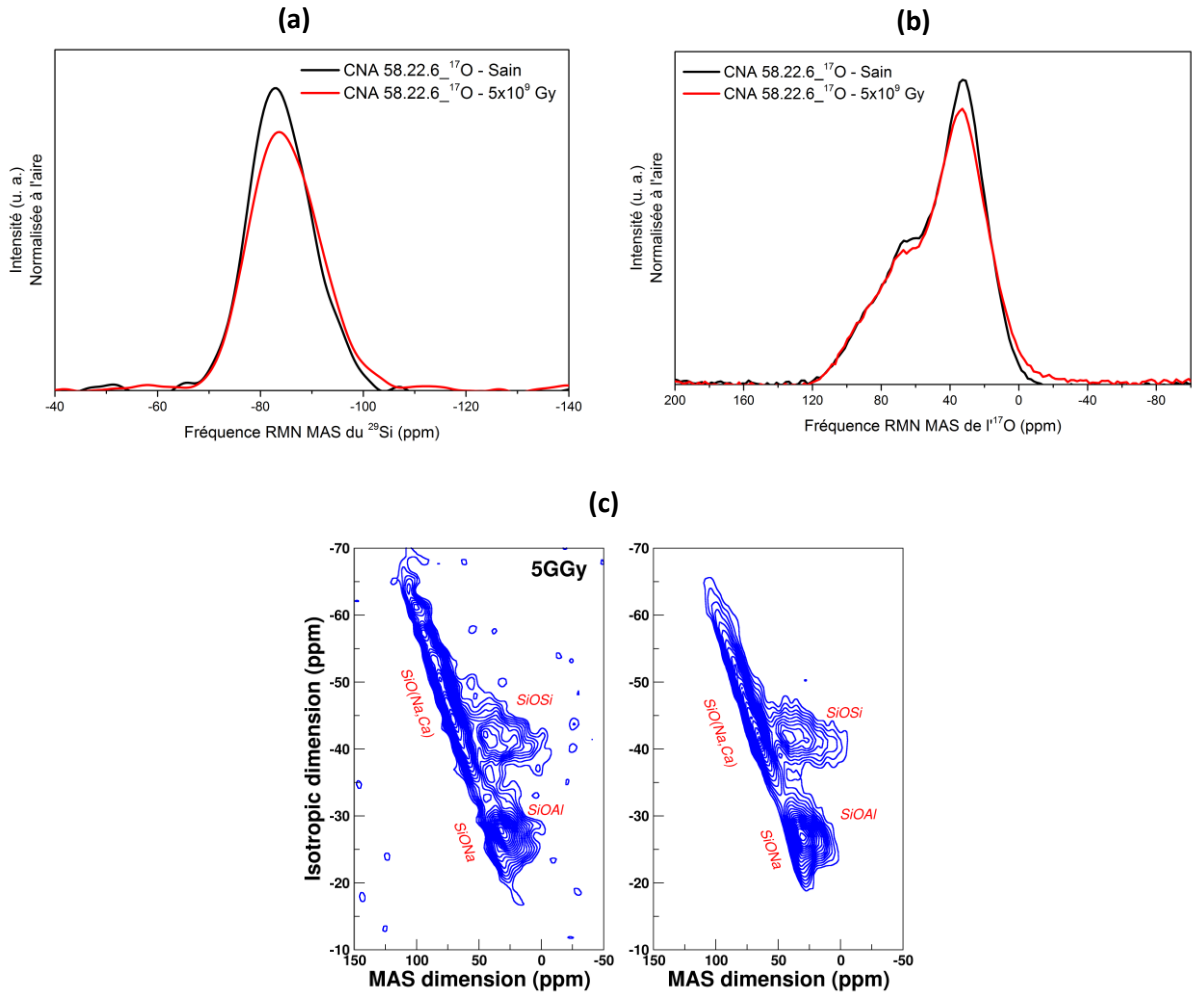 (a)
CNA 58.22.6_¹⁷O - Sain
CNA 58.22.6_¹⁷O - 5x10⁹ Gy
Intensité (u. a.)
Normalisée à l'aire
-40 -60 -80 -100 -120 -140
Fréquence RMN MAS du ²⁹Si (ppm)
(b)
CNA 58.22.6_¹⁷O - Sain
CNA 58.22.6_¹⁷O - 5x10⁹ Gy
Intensité (u. a.)
Normalisée à l'aire
200 160 120 80 40 0 -40 -80
Fréquence RMN MAS de l'¹⁷O (ppm)
(c)
5GGy
Isotropic dimension (ppm)
-70
-60
-50
-40
-30
-20
-10
SiO(Na,Ca)
SiOSi
SiOAl
SiONa
150 100 50 0 -50
MAS dimension (ppm)
-70
-60
-50
-40
-30
-20
-10
SiO(Na,Ca)
SiOSi
SiOAl
SiONa
150 100 50 0 -50
MAS dimension (ppm)